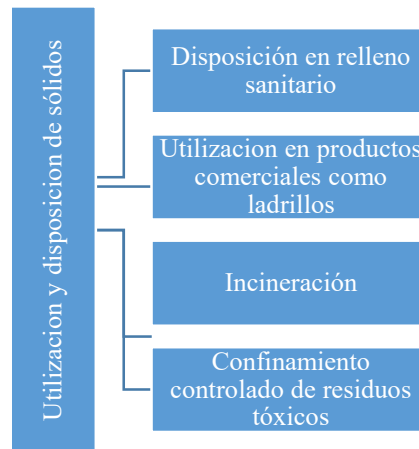 Utilizacion y disposicion de sólidos
Disposición en relleno
sanitario
Utilizacion en productos
comerciales como
ladrillos
Incineración
Confinamiento
controlado de residuos
tóxicos